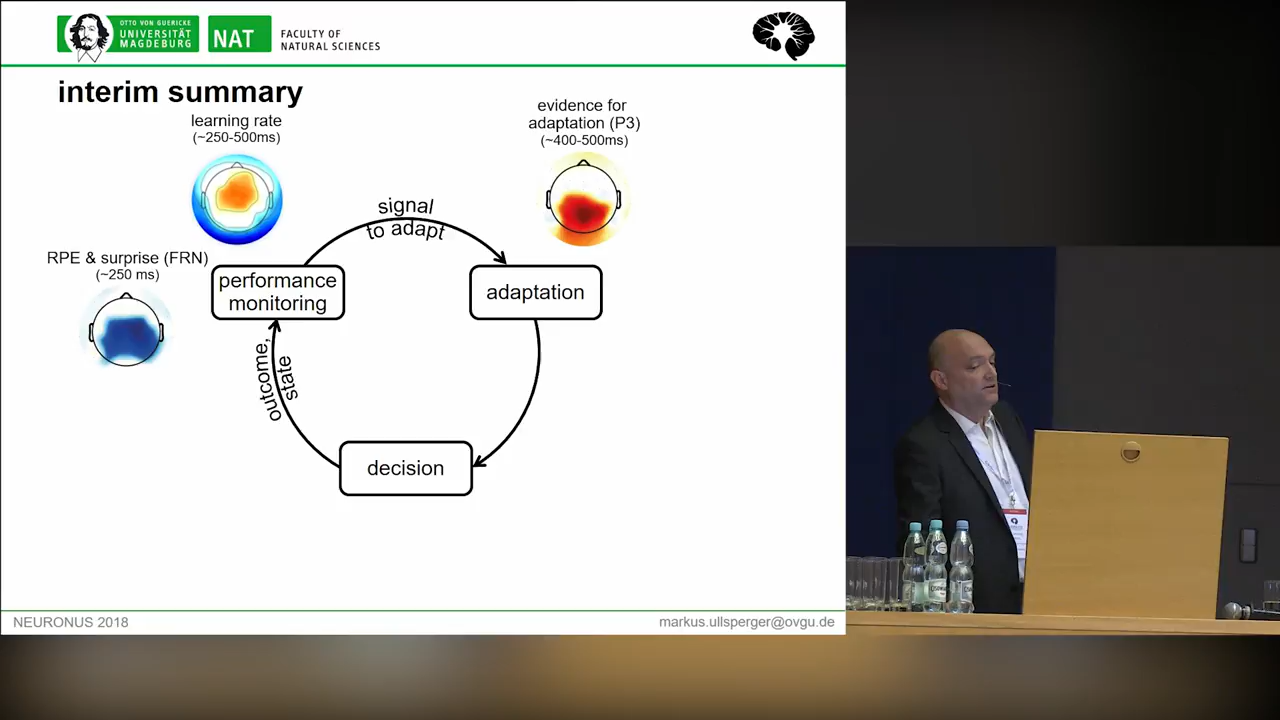 OTTO VON GUERICKE
UNIVERSITÄT
MAGDEBURG
NAT
FACULTY OF
NATURAL SCIENCES
interim summary
learning rate
(~250-500ms)
evidence for
adaptation (P3)
(~400-500ms)
signal
to adapt
RPE & surprise (FRN)
(~250 ms)
performance
monitoring
adaptation
outcome,
state
decision
NEURONUS 2018
markus.ullsperger@ovgu.de